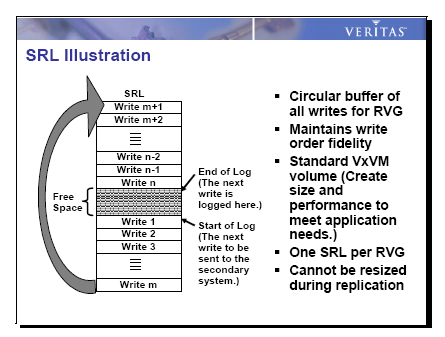 VERITAS
SRL Illustration
SRL
Write m+1
Write m+2
Write n-2
Write n-1
Write n
Free
Space
Write 1
Write 2
Write 3
Write m
End of Log
(The next
write is
logged here.)
Start of Log
(The next
write to be
sent to the
secondary
system.)
▪ Circular buffer of
all writes for RVG
▪ Maintains write
order fidelity
▪ Standard VxVM
volume (Create
size and
performance to
meet application
needs.)
▪ One SRL per RVG
▪ Cannot be resized
during replication